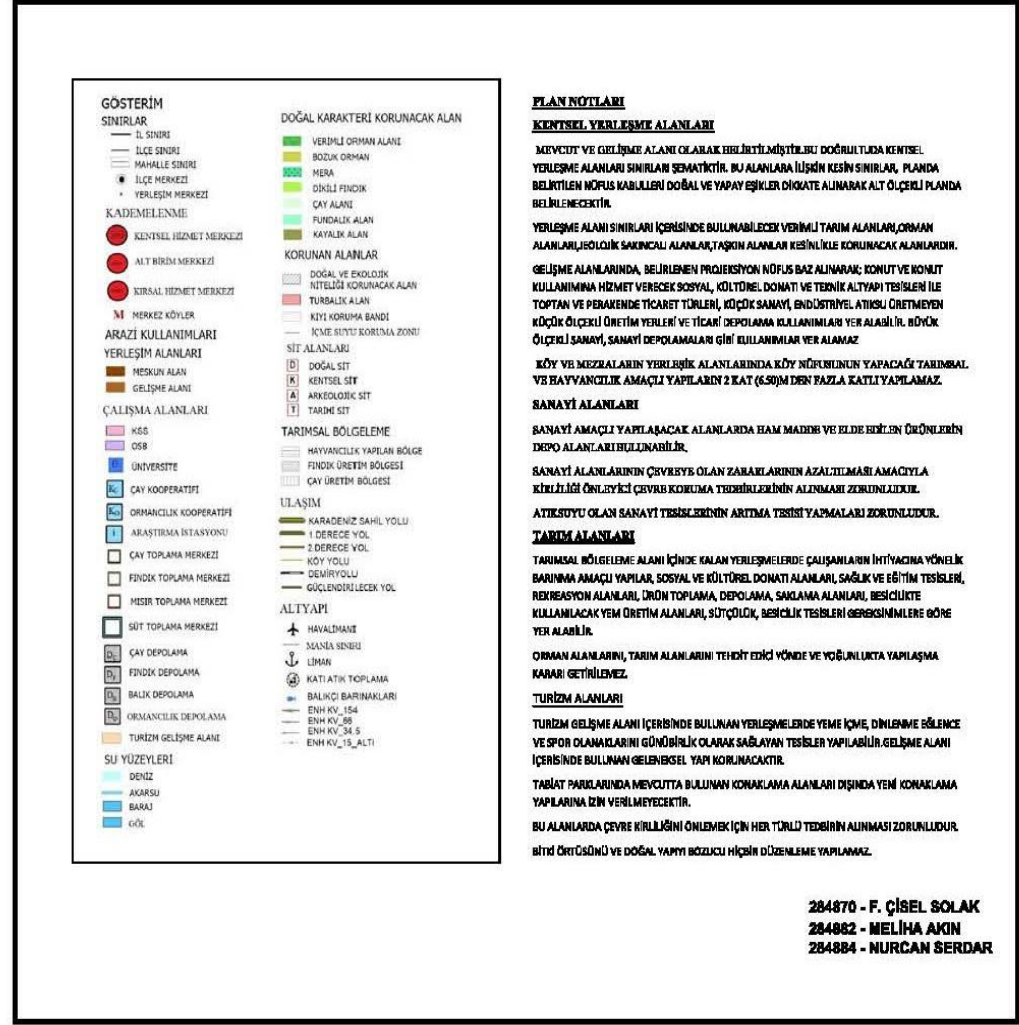 GÖSTERİM
SINIRLAR
İL SINIRI
İLÇE SINIRI
MAHALLE SINIRI
İLÇE MERKEZİ
YERLEŞİM MERKEZİ
KADEMELENME
KENTSEL HİZMET MERKEZİ
ALT BİRİM MERKEZİ
KIRSAL HİZMET MERKEZİ
M MERKEZ KÖYLER
ARAZİ KULLANIMLARI
YERLEŞİM ALANLARI
MESKUN ALAN
GELİŞME ALANI
ÇALIŞMA ALANLARI
KSS
OSB
ÜNİVERSİTE
KÇ ÇAY KOOPERATİFİ
KO ORMANCILIK KOOPERATİFİ
İ ARAŞTIRMA İSTASYONU
ÇAY TOPLAMA MERKEZİ
FINDIK TOPLAMA MERKEZİ
MISIR TOPLAMA MERKEZİ
SÜT TOPLAMA MERKEZİ
ÇAY DEPOLAMA
FINDIK DEPOLAMA
BALIK DEPOLAMA
ORMANCILIK DEPOLAMA
TURİZM GELİŞME ALANI
SU YÜZEYLERİ
DENİZ
AKARSU
BARAJ
GÖL
DOĞAL KARAKTERİ KORUNACAK ALAN
VERİMLİ ORMAN ALANI
BOZUK ORMAN
MERA
DİKİLİ FINDIK
ÇAY ALANI
FUNDALIK ALAN
KAYALIK ALAN
KORUNAN ALANLAR
DOĞAL VE EKOLOJİK
NİTELİĞİ KORUNACAK ALAN
TURBALIK ALAN
KIYI KORUMA BANDI
İÇME SUYU KORUMA ZONU
SİT ALANLARI
D DOĞAL SİT
K KENTSEL SİT
A ARKEOLOJİK SİT
T TARİHİ SİT
TARIMSAL BÖLGELEME
HAYVANCILIK YAPILAN BÖLGE
FINDIK ÜRETİM BÖLGESİ
ÇAY ÜRETİM BÖLGESİ
ULAŞIM
KARADENİZ SAHİL YOLU
1.DERECE YOL
2.DERECE YOL
KÖY YOLU
DEMİRYOLU
GÜÇLENDİRİLECEK YOL
ALTYAPI
HAVALİMANI
MANİA SINIRI
LİMAN
KATI ATIK TOPLAMA
BALIKÇI BARINAKLARI
ENH KV_154
ENH KV_66
ENH KV_34.5
ENH KV_15_ALTI
PLAN NOTLARI
KENTSEL YERLEŞME ALANLARI
MEVCUT VE GELİŞME ALANI OLARAK BELİRTİLMİŞTİR.BU DOĞRULTUDA KENTSEL
YERLEŞME ALANLARI SINIRLARI ŞEMATİKTİR. BU ALANLARA İLİŞKİN KESİN SINIRLAR, PLANDA
BELİRTİLEN NÜFUS KABULLERİ DOĞAL VE YAPAY EŞİKLER DİKKATE ALINARAK ALT ÖLÇEKLİ PLANDA
BELİRLENECEKTİR.
YERLEŞME ALANI SINIRLARI İÇERİSİNDE BULUNABİLECEK VERİMLİ TARIM ALANLARI,ORMAN
ALANLARI,JEOLOJİK SAKINCALI ALANLAR,TAŞKIN ALANLAR KESİNLİKLE KORUNACAK ALANLARDIR.
GELİŞME ALANLARINDA, BELİRLENEN PROJEKSİYON NÜFUS BAZ ALINARAK; KONUT VE KONUT
KULLANIMINA HİZMET VERECEK SOSYAL, KÜLTÜREL DONATI VE TEKNİK ALTYAPI TESİSLERİ İLE
TOPTAN VE PERAKENDE TİCARET TÜRLERİ, KÜÇÜK SANAYİ, ENDÜSTRİYEL ATIKSU ÜRETMEYEN
KÜÇÜK ÖLÇEKLİ ÜRETİM YERLERİ VE TİCARİ DEPOLAMA KULLANIMLARI YER ALABİLİR. BÜYÜK
ÖLÇEKLİ SANAYİ, SANAYİ DEPOLAMALARI GİBİ KULLANIMLAR YER ALAMAZ
KÖY VE MEZRALARIN YERLEŞİK ALANLARINDA KÖY NÜFUSUNUN YAPACAĞI TARIMSAL
VE HAYVANCILIK AMAÇLI YAPILARIN 2 KAT (6.50)M DEN FAZLA KATLI YAPILAMAZ.
SANAYİ ALANLARI
SANAYİ AMAÇLI YAPILAŞACAK ALANLARDA HAM MADDE VE ELDE EDİLEN ÜRÜNLERİN
DEPO ALANLARI BULUNABİLİR.
SANAYİ ALANLARININ ÇEVREYE OLAN ZARARLARININ AZALTILMASI AMACIYLA
KİRLİLİĞİ ÖNLEYİCİ ÇEVRE KORUMA TEDBİRLERİNİN ALINMASI ZORUNLUDUR.
ATIKSUYU OLAN SANAYİ TESİSLERİNİN ARITMA TESİSİ YAPMALARI ZORUNLUDUR.
TARIM ALANLARI
TARIMSAL BÖLGELEME ALANI İÇİNDE KALAN YERLEŞMELERDE ÇALIŞANLARIN İHTİYACINA YÖNELİK
BARINMA AMAÇLI YAPILAR, SOSYAL VE KÜLTÜREL DONATI ALANLARI, SAĞLIK VE EĞİTİM TESİSLERİ,
REKREASYON ALANLARI, ÜRÜN TOPLAMA, DEPOLAMA, SAKLAMA ALANLARI, BESİCİLİKTE
KULLANILACAK YEM ÜRETİM ALANLARI, SÜTÇÜLÜK, BESİCİLİK TESİSLERİ GEREKSİNİMLERE GÖRE
YER ALABİLİR.
ORMAN ALANLARINI, TARIM ALANLARINI TEHDİT EDİCİ YÖNDE VE YOĞUNLUKTA YAPILAŞMA
KARARI GETİRİLEMEZ.
TURİZM ALANLARI
TURİZM GELİŞME ALANI İÇERİSİNDE BULUNAN YERLEŞMELERDE YEME İÇME, DİNLENME EĞLENCE
VE SPOR OLANAKLARINI GÜNÜBİRLİK OLARAK SAĞLAYAN TESİSLER YAPILABİLİR.GELİŞME ALANI
İÇERİSİNDE BULUNAN GELENEKSEL YAPI KORUNACAKTIR.
TABİAT PARKLARINDA MEVCUTTA BULUNAN KONAKLAMA ALANLARI DIŞINDA YENİ KONAKLAMA
YAPILARINA İZİN VERİLMEYECEKTİR.
BU ALANLARDA ÇEVRE KİRLİLİĞİNİ ÖNLEMEK İÇİN HER TÜRLÜ TEDBİRİN ALINMASI ZORUNLUDUR.
BİTKİ ÖRTÜSÜNÜ VE DOĞAL YAPIYI BOZUCU HİÇBİR DÜZENLEME YAPILAMAZ.
284870 - F. ÇİSEL SOLAK
284882 - MELİHA AKIN
284884 - NURCAN SERDAR